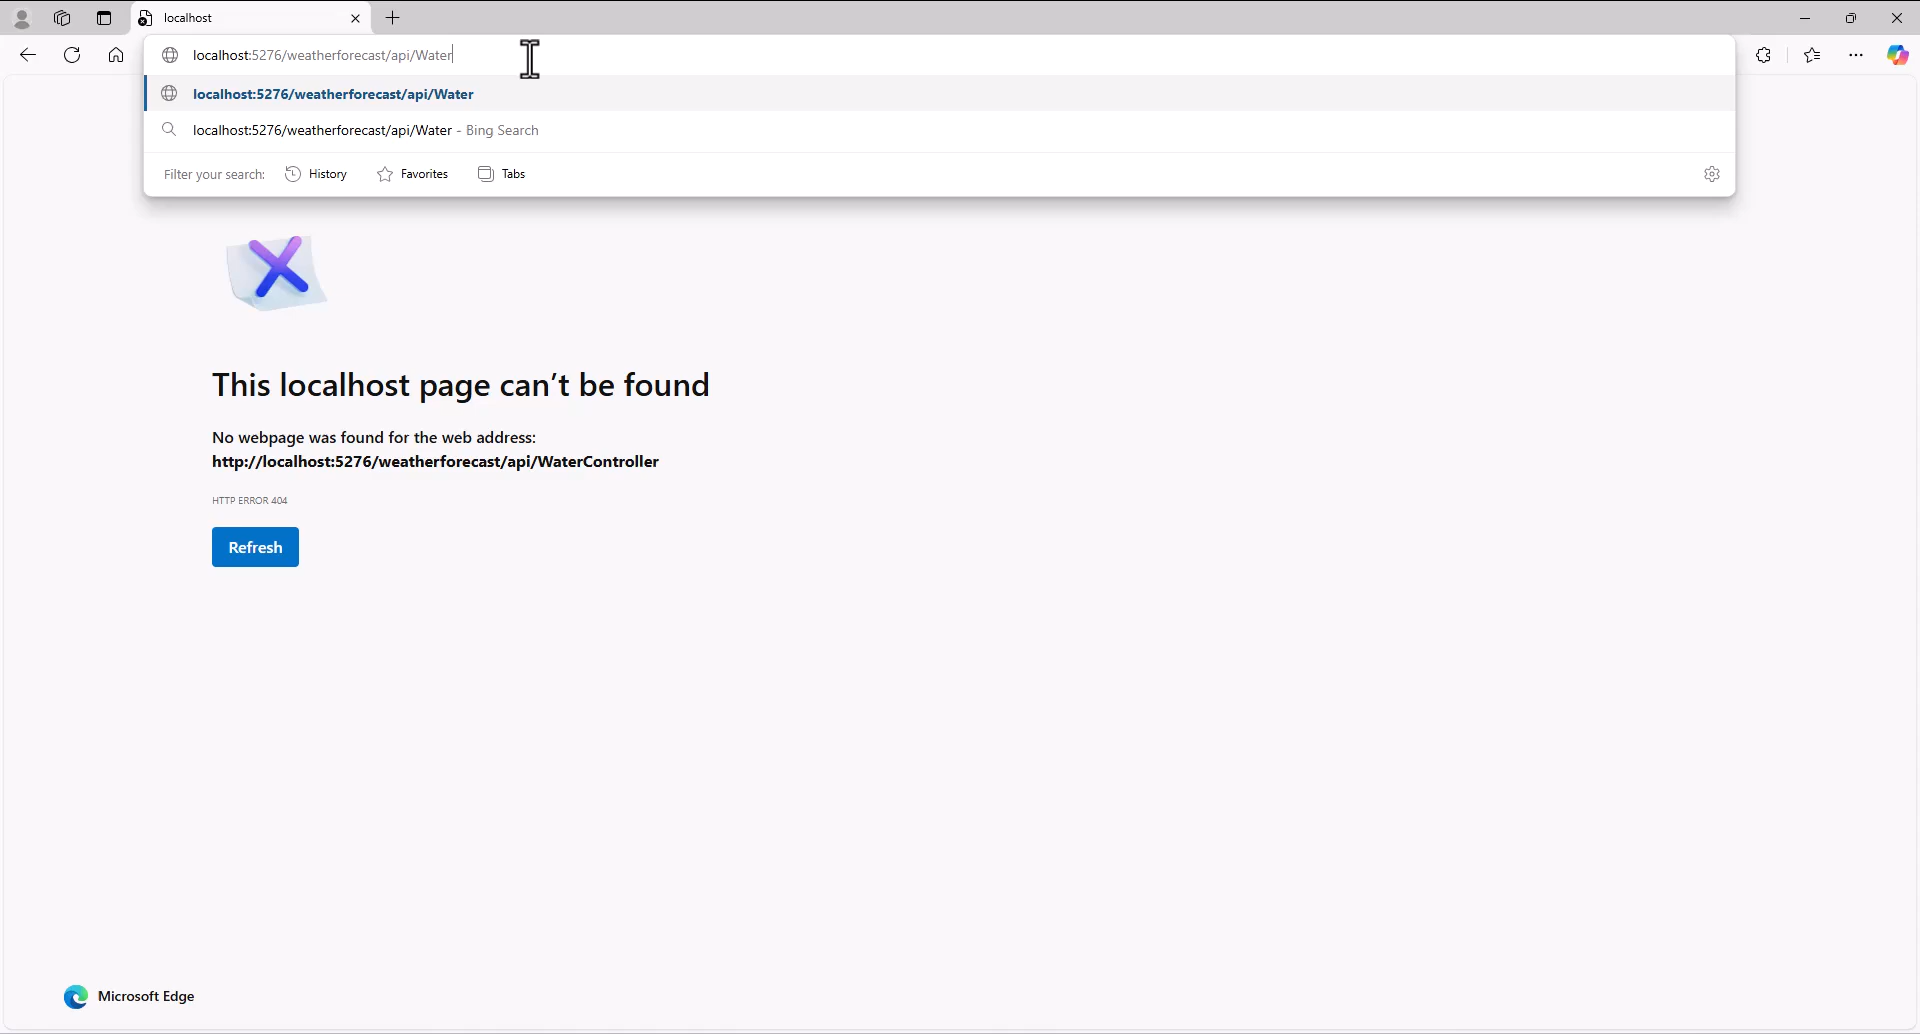 localhost
localhost:5276/weatherforecast/api/Water
localhost:5276/weatherforecast/api/Water
localhost:5276/weatherforecast/api/Water - Bing Search
Filter your search: History Favorites Tabs
This localhost page can’t be found
No webpage was found for the web address:
http://localhost:5276/weatherforecast/api/WaterController
HTTP ERROR 404
Refresh
Microsoft Edge